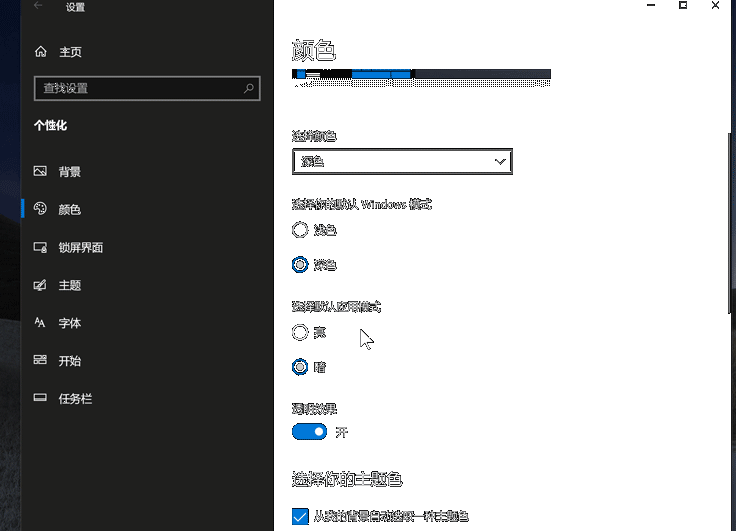 设置
主页
查找设置
个性化
背景
颜色
锁屏界面
主题
字体
开始
任务栏
颜色
选择颜色
深色
选择你的默认 Windows 模式
浅色
深色
选择默认应用模式
亮
暗
透明效果
开
选择你的主题色
从我的背景自动选取一种主题色